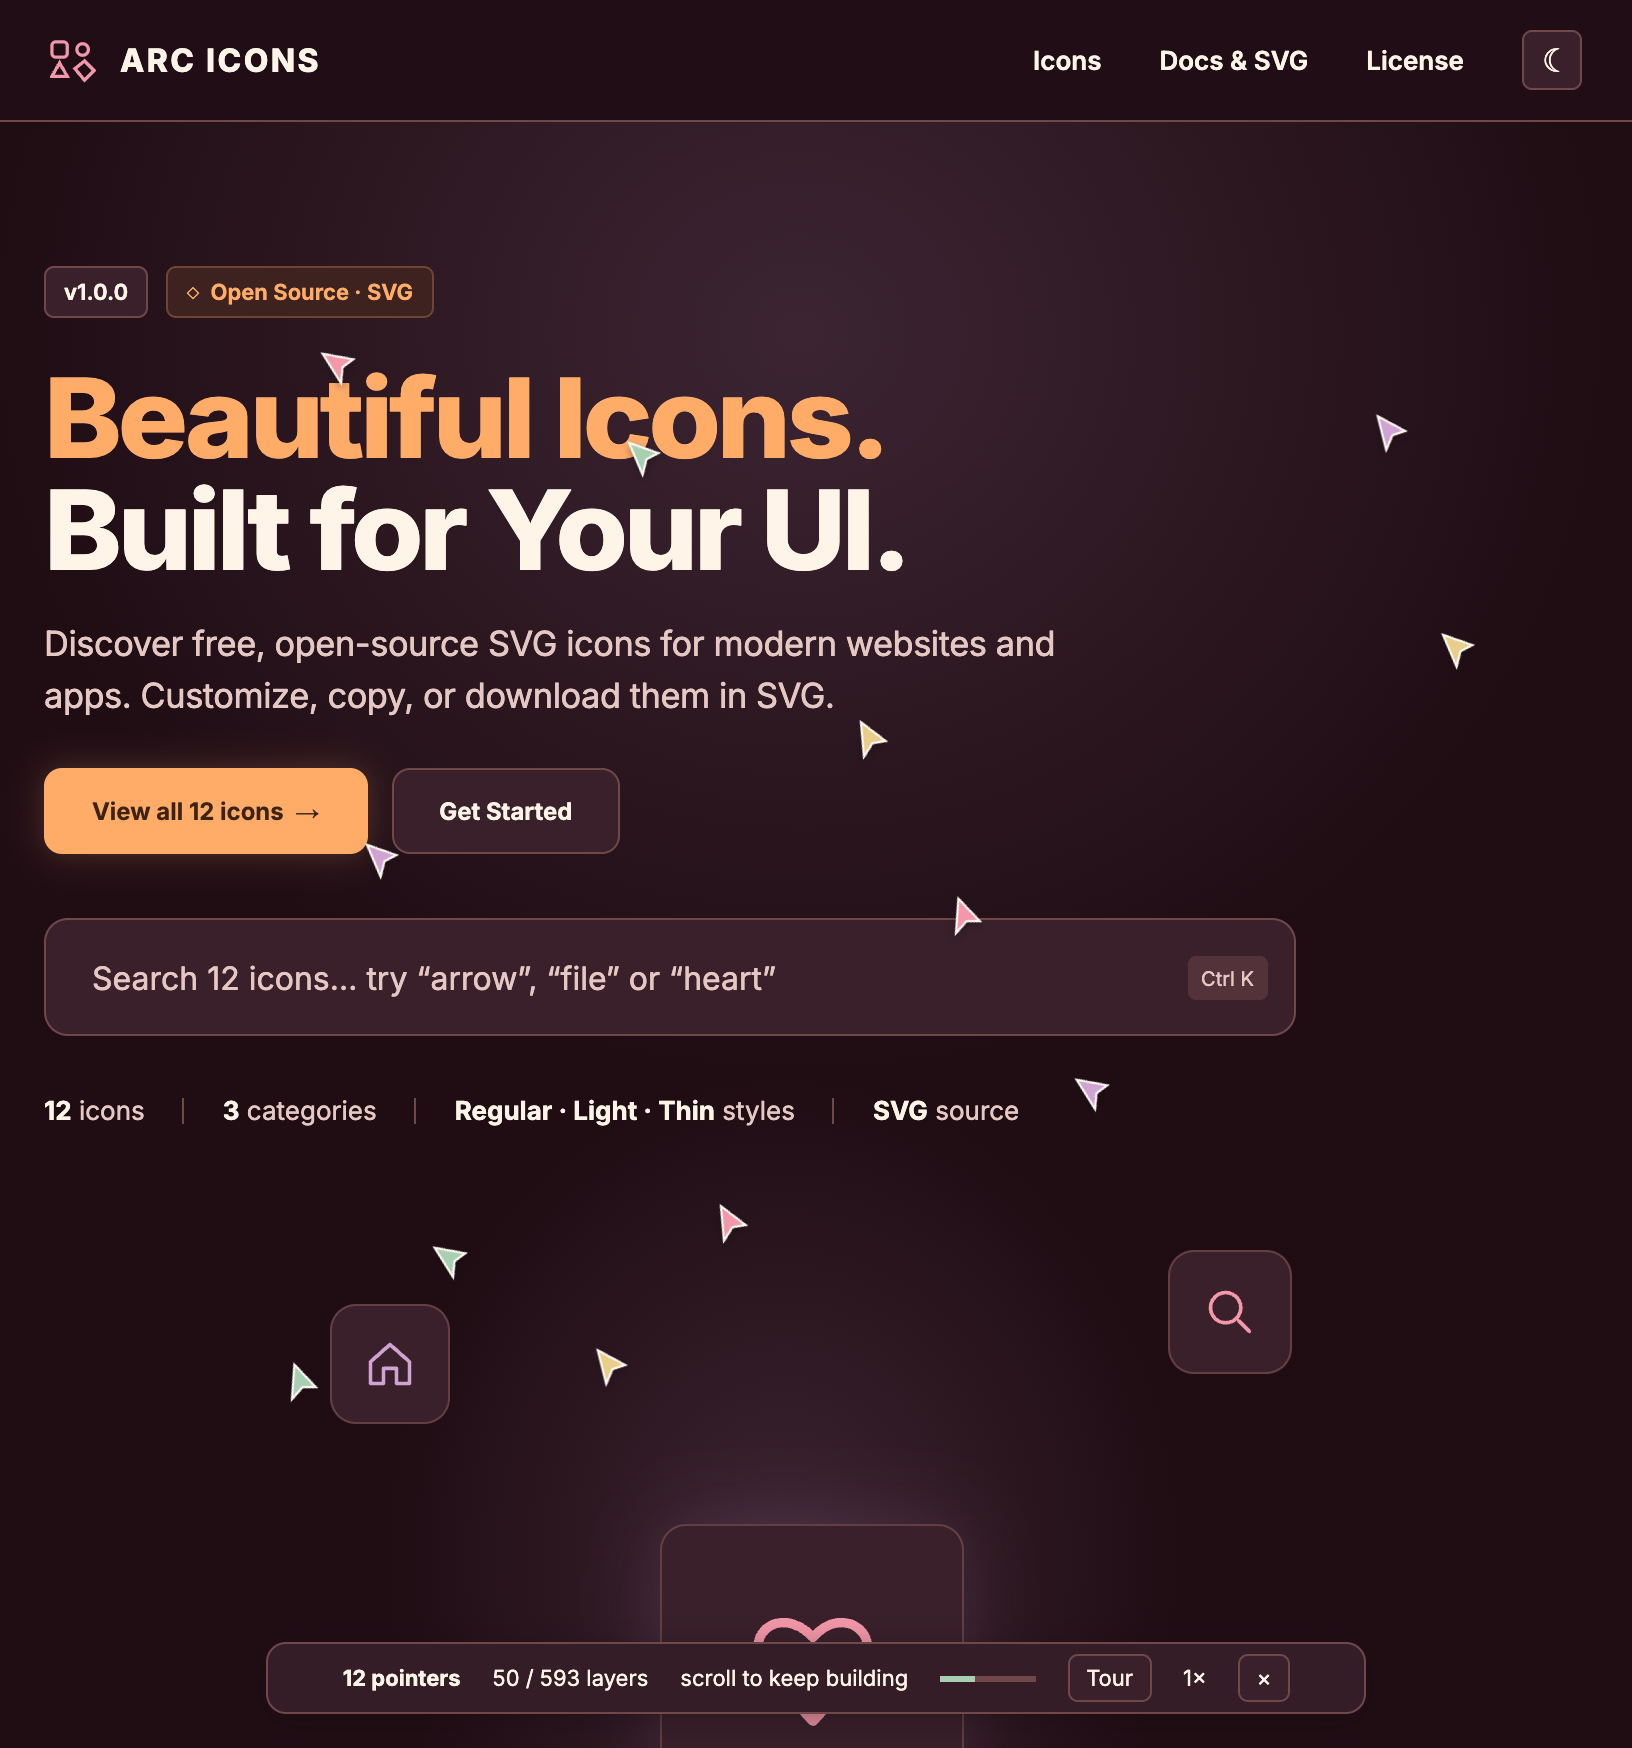 ARC ICONS
Icons
Docs & SVG
License
v1.0.0
Open Source · SVG
Beautiful Icons.
Built for Your UI.
Discover free, open-source SVG icons for modern websites and
apps. Customize, copy, or download them in SVG.
View all 12 icons →
Get Started
Search 12 icons... try “arrow”, “file” or “heart”
Ctrl K
12 icons
3 categories
Regular · Light · Thin styles
SVG source
12 pointers
50 / 593 layers
scroll to keep building
Tour
1×
×